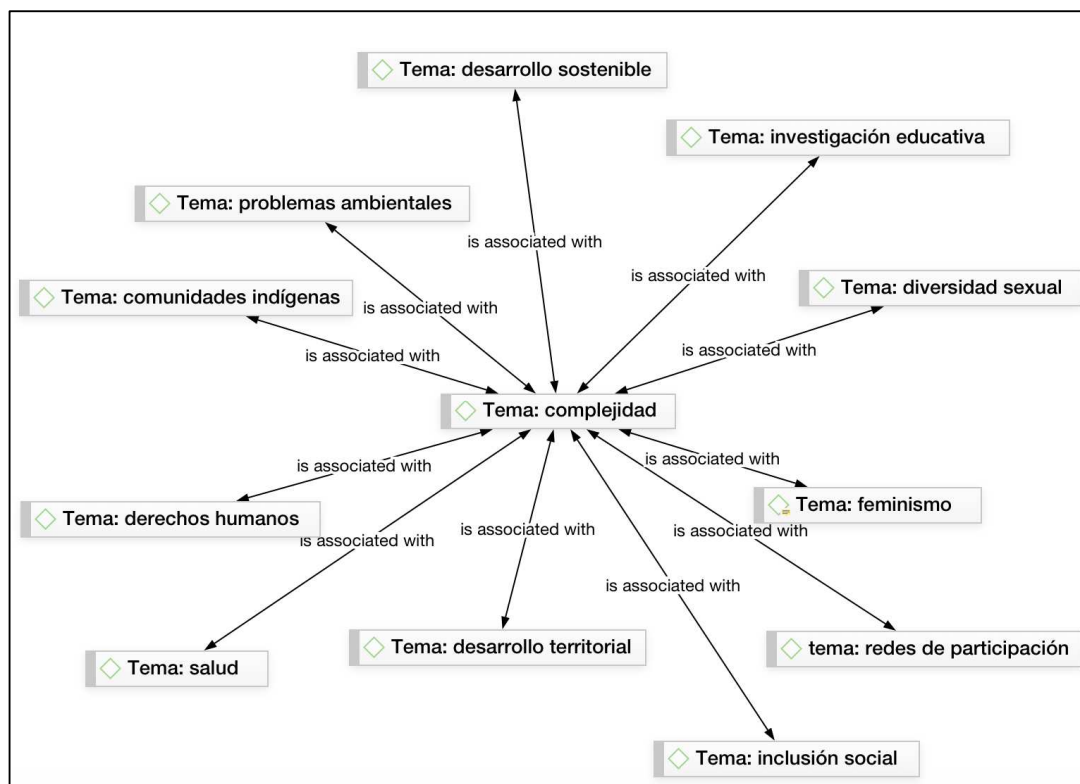 Tema: desarrollo sostenible
Tema: investigación educativa
Tema: problemas ambientales
is associated with
is associated with
Tema: diversidad sexual
Tema: comunidades indígenas
is associated with
is associated with
is associated with
Tema: complejidad
is associated with
is associated with
Tema: feminismo
Tema: derechos humanos
is associated with
is associated with
is associated with
is associated with
Tema: desarrollo territorial
tema: redes de participación
Tema: salud
Tema: inclusión social